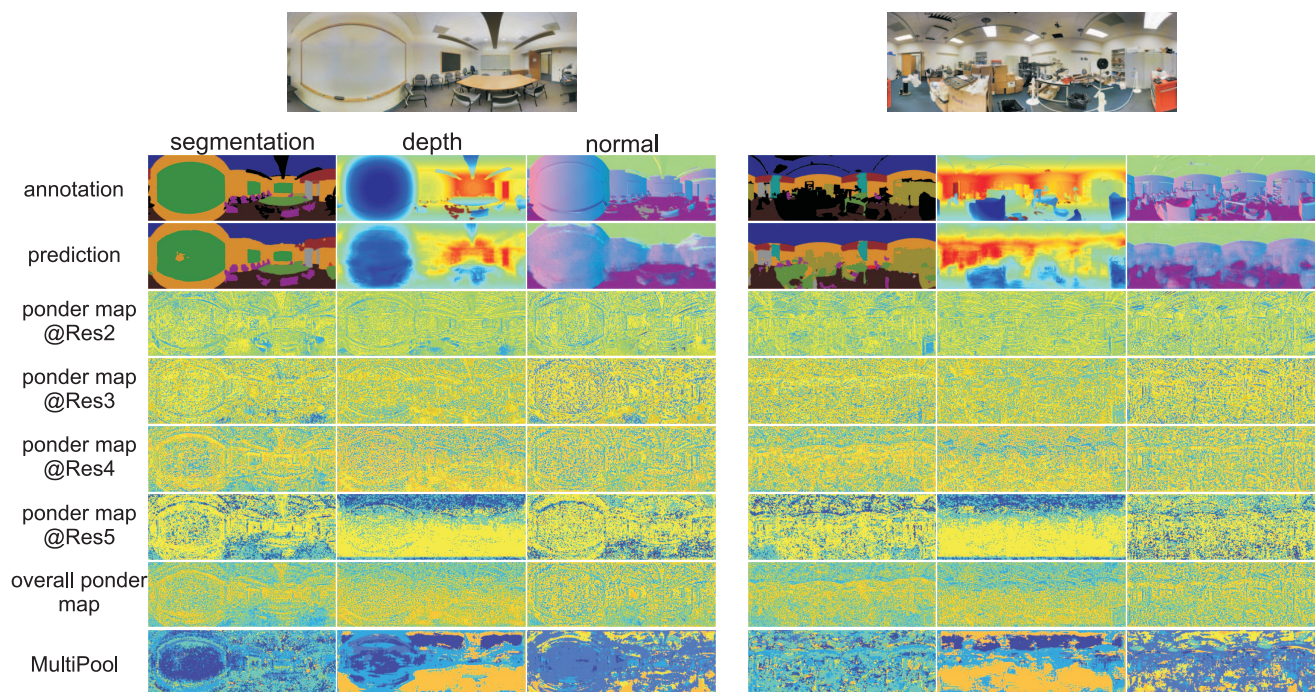 segmentation depth normal
annotation
prediction
ponder map
@Res2
ponder map
@Res3
ponder map
@Res4
ponder map
@Res5
overall ponder
map
MultiPool